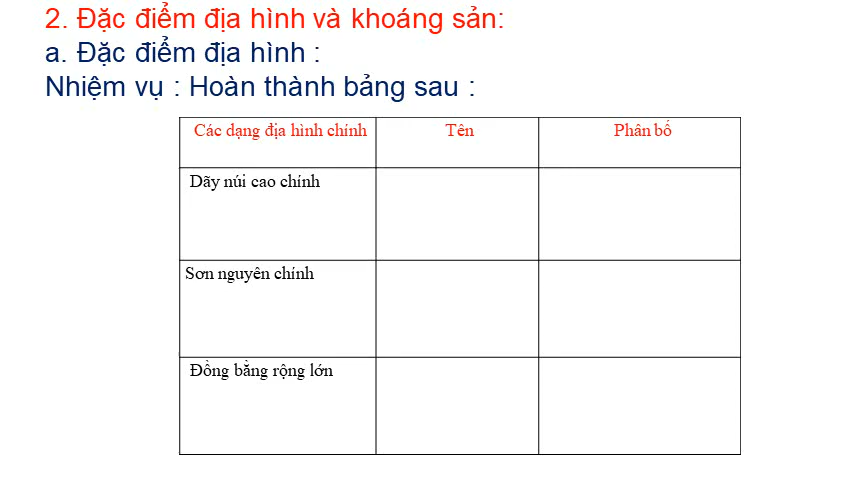 2. Đặc điểm địa hình và khoáng sản:
a. Đặc điểm địa hình :
Nhiệm vụ : Hoàn thành bảng sau :
Các dạng địa hình chính Tên Phân bố
Dãy núi cao chính
Sơn nguyên chính
Đồng bằng rộng lớn